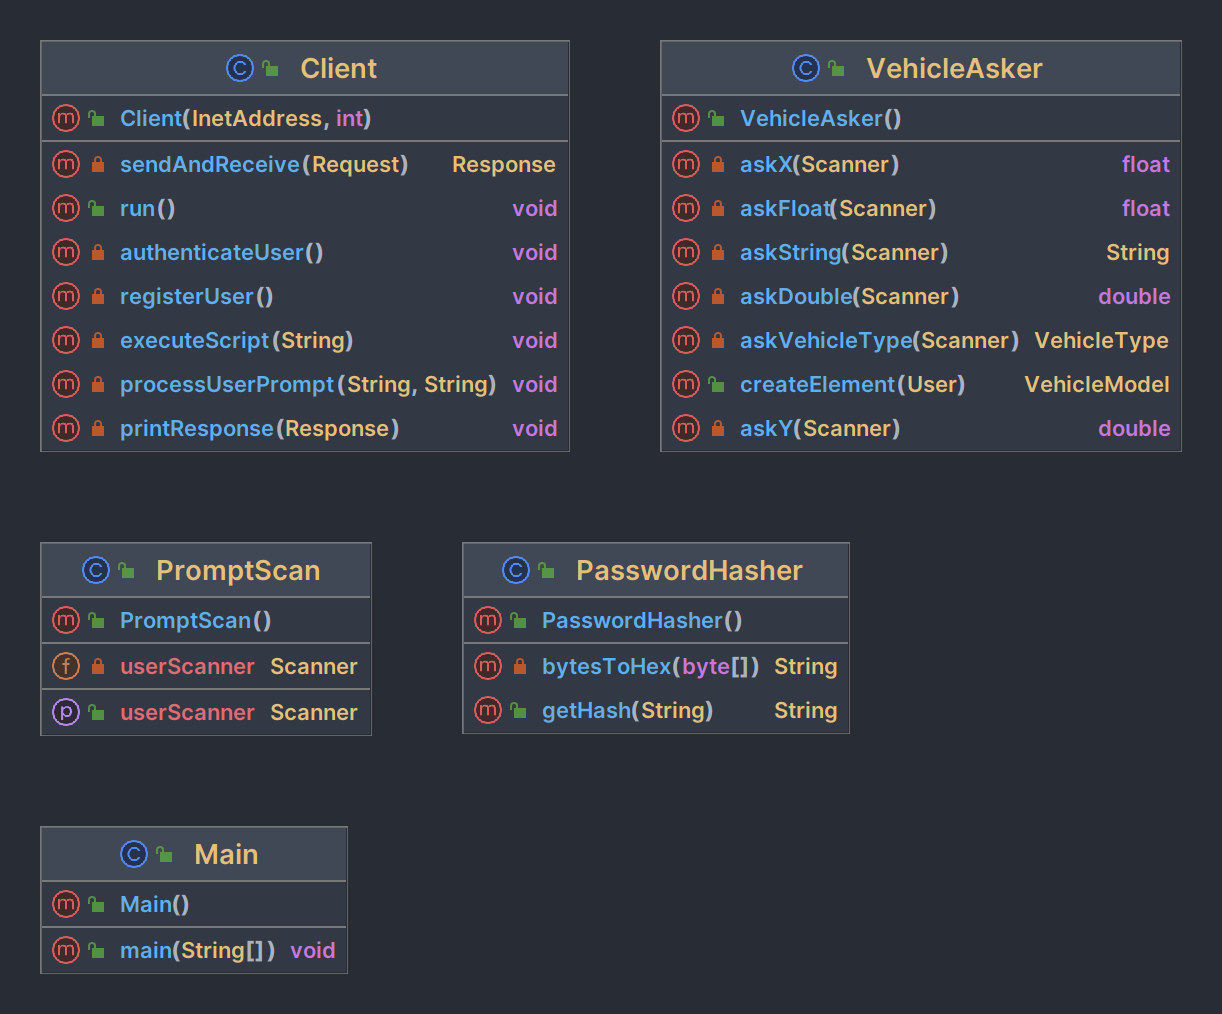 C Client
m Client(InetAddress, int)
m sendAndReceive(Request) Response
m run() void
m authenticateUser() void
m registerUser() void
m executeScript(String) void
m processUserPrompt(String, String) void
m printResponse(Response) void
C VehicleAsker
m VehicleAsker()
m askX(Scanner) float
m askFloat(Scanner) float
m askString(Scanner) String
m askDouble(Scanner) double
m askVehicleType(Scanner) VehicleType
m createElement(User) VehicleModel
m askY(Scanner) double
C PromptScan
m PromptScan()
f userScanner Scanner
p userScanner Scanner
C PasswordHasher
m PasswordHasher()
m bytesToHex(byte[]) String
m getHash(String) String
C Main
m Main()
m main(String[]) void